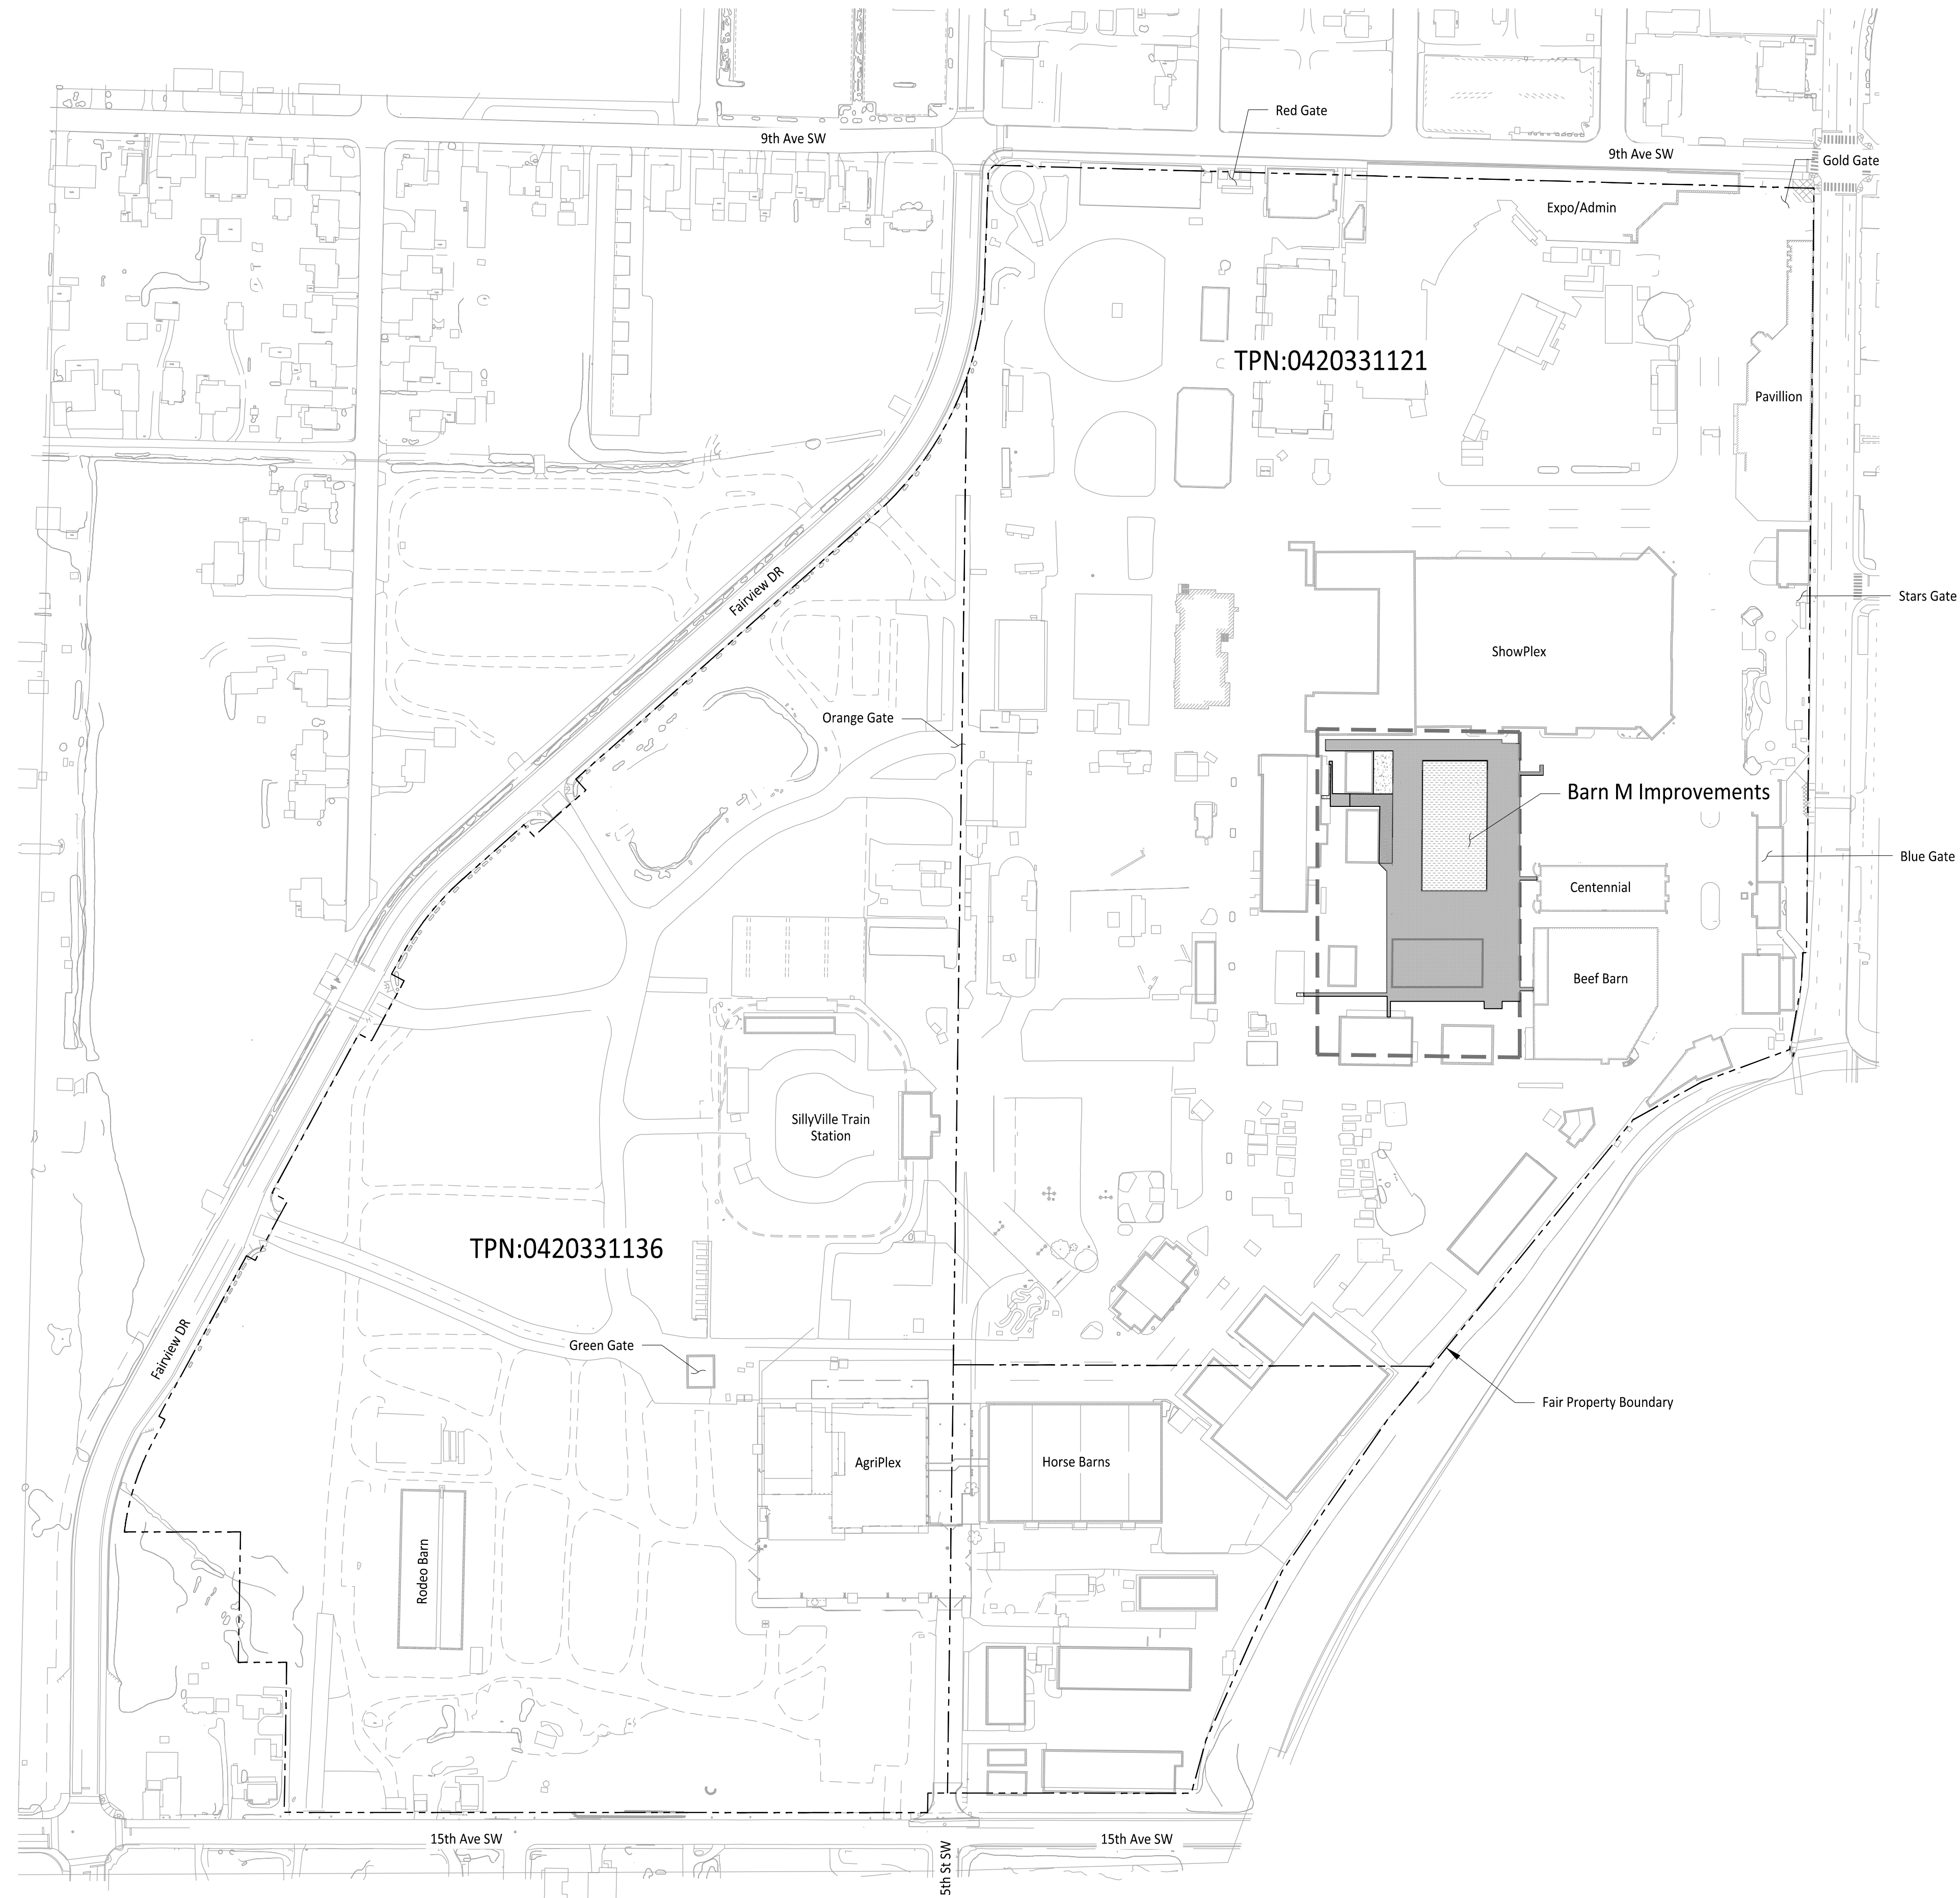 Red Gate
9th Ave SW
9th Ave SW
Gold Gate
Expo/Admin
TPN:0420331121
Pavillion
Fairview DR
Stars Gate
ShowPlex
Orange Gate
Barn M Improvements
Blue Gate
Centennial
Beef Barn
SillyVille Train
Station
TPN:0420331136
Fairview DR
Green Gate
Fair Property Boundary
AgriPlex
Horse Barns
Rodeo Barn
15th Ave SW
15th Ave SW
5th St SW